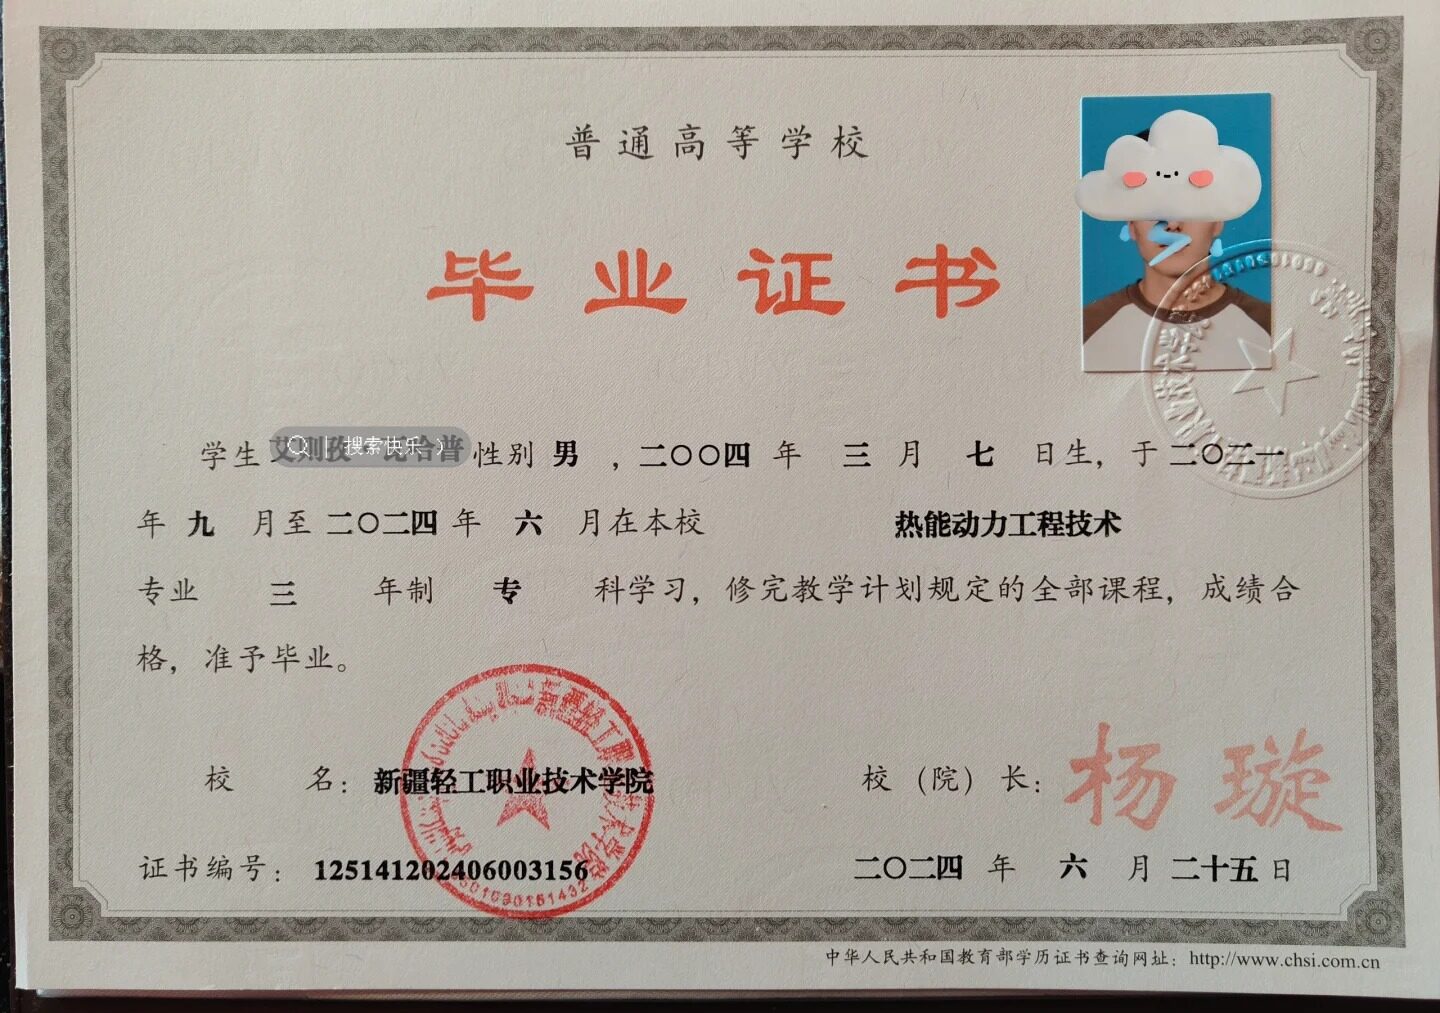 普通高等学校
毕业证书
学生 搜索快乐 性别 男 ，二〇〇四 年 三 月 七 日生，于 二〇二一
年 九 月至 二〇二四 年 六 月在本校 热能动力工程技术
专业 三 年制 专 科学习，修完教学计划规定的全部课程，成绩合
格，准予毕业。
校 名：新疆轻工职业技术学院 校（院）长：杨璇
证书编号：125141202406003156 二〇二四 年 六 月 二十五 日
中华人民共和国教育部学历证书查询网址：http://www.chsi.com.cn